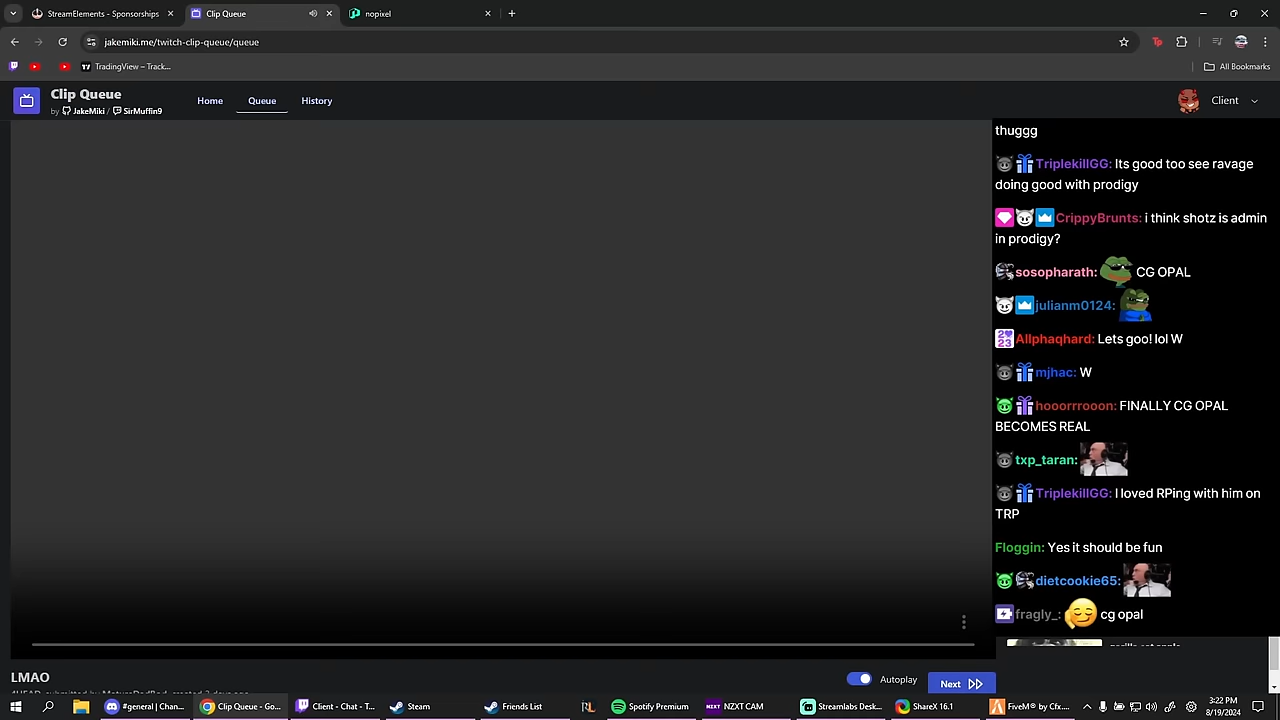 StreamElements - Sponsorships
Clip Queue
nopixel
jakemiki.me/twitch-clip-queue/queue
TradingView – Track...
All Bookmarks
Clip Queue
by JakeMiki / SirMuffin9
Home
Queue
History
Client
thuggg
TriplekillGG: Its good too see ravage
doing good with prodigy
CrippyBrunts: i think shotz is admin
in prodigy?
sosopharath: CG OPAL
julianm0124:
Allphaqhard: Lets goo! lol W
mjhac: W
hooorrrooon: FINALLY CG OPAL
BECOMES REAL
txp_taran:
TriplekillGG: I loved RPing with him on
TRP
Floggin: Yes it should be fun
dietcookie65:
fragly_: cg opal
LMAO
Autoplay
Next
#general | Chan...
Clip Queue - Go...
Client - Chat - T...
Steam
Friends List
Spotify Premium
NZXT CAM
Streamlabs Desk...
ShareX 16.1
FiveM® by Cfx....
3:22 PM
8/19/2024